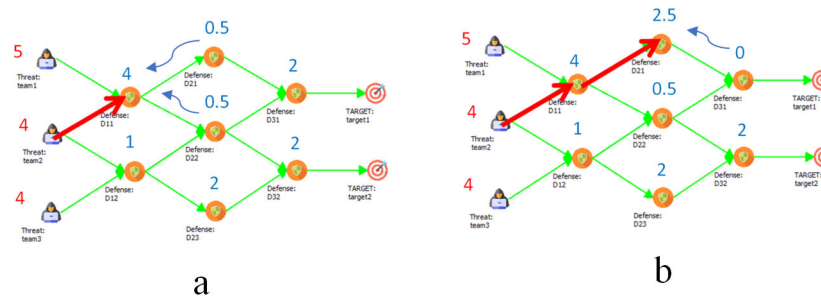 0.5
5
Threat:
team1
4
Defense:
D21
2
4
Defense:
D11
0.5
Defense:
D31
TARGET:
target1
Threat:
team2
1
Defense:
D22
2
4
Defense:
D12
2
Defense:
D32
TARGET:
target2
Threat:
team3
Defense:
D23
a
2.5
5
Threat:
team1
4
Defense:
D21
0
4
Defense:
D11
0.5
Defense:
D31
TARGET:
target1
Threat:
team2
1
Defense:
D22
2
4
Defense:
D12
2
Defense:
D32
TARGET:
target2
Threat:
team3
Defense:
D23
b